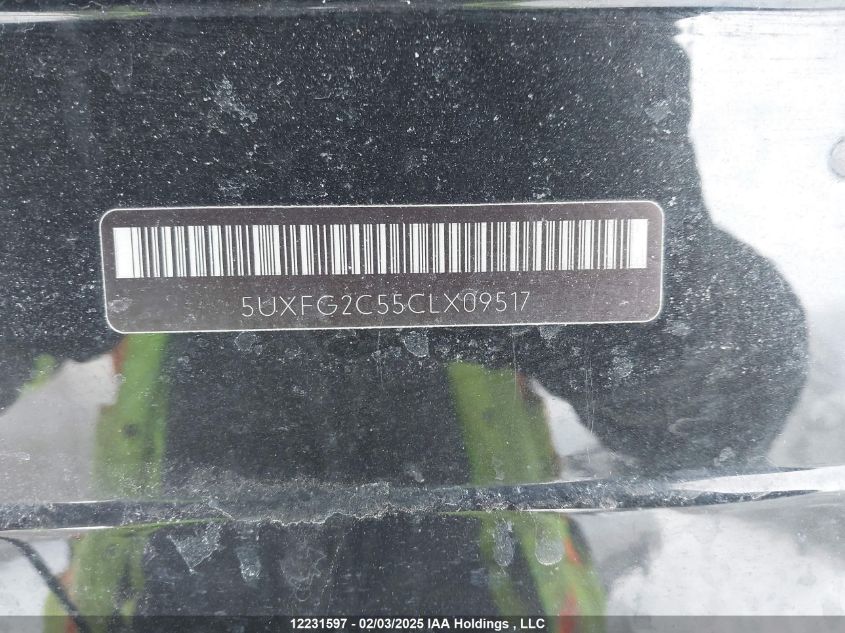 5UXFG2C55CLX09517
12231597 - 02/03/2025 IAA Holdings , LLC